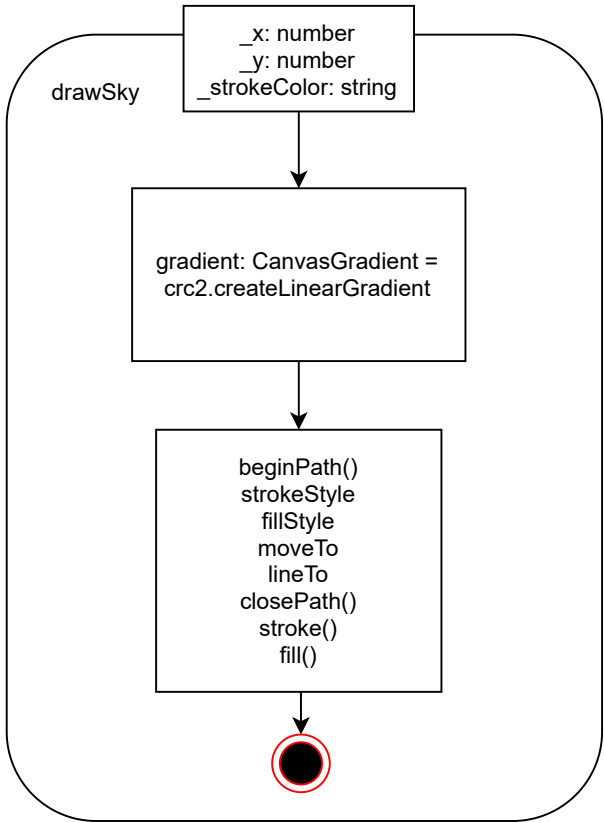 _x: number
_y: number
_strokeColor: string
drawSky
gradient: CanvasGradient =
crc2.createLinearGradient
beginPath()
strokeStyle
fillStyle
moveTo
lineTo
closePath()
stroke()
fill()